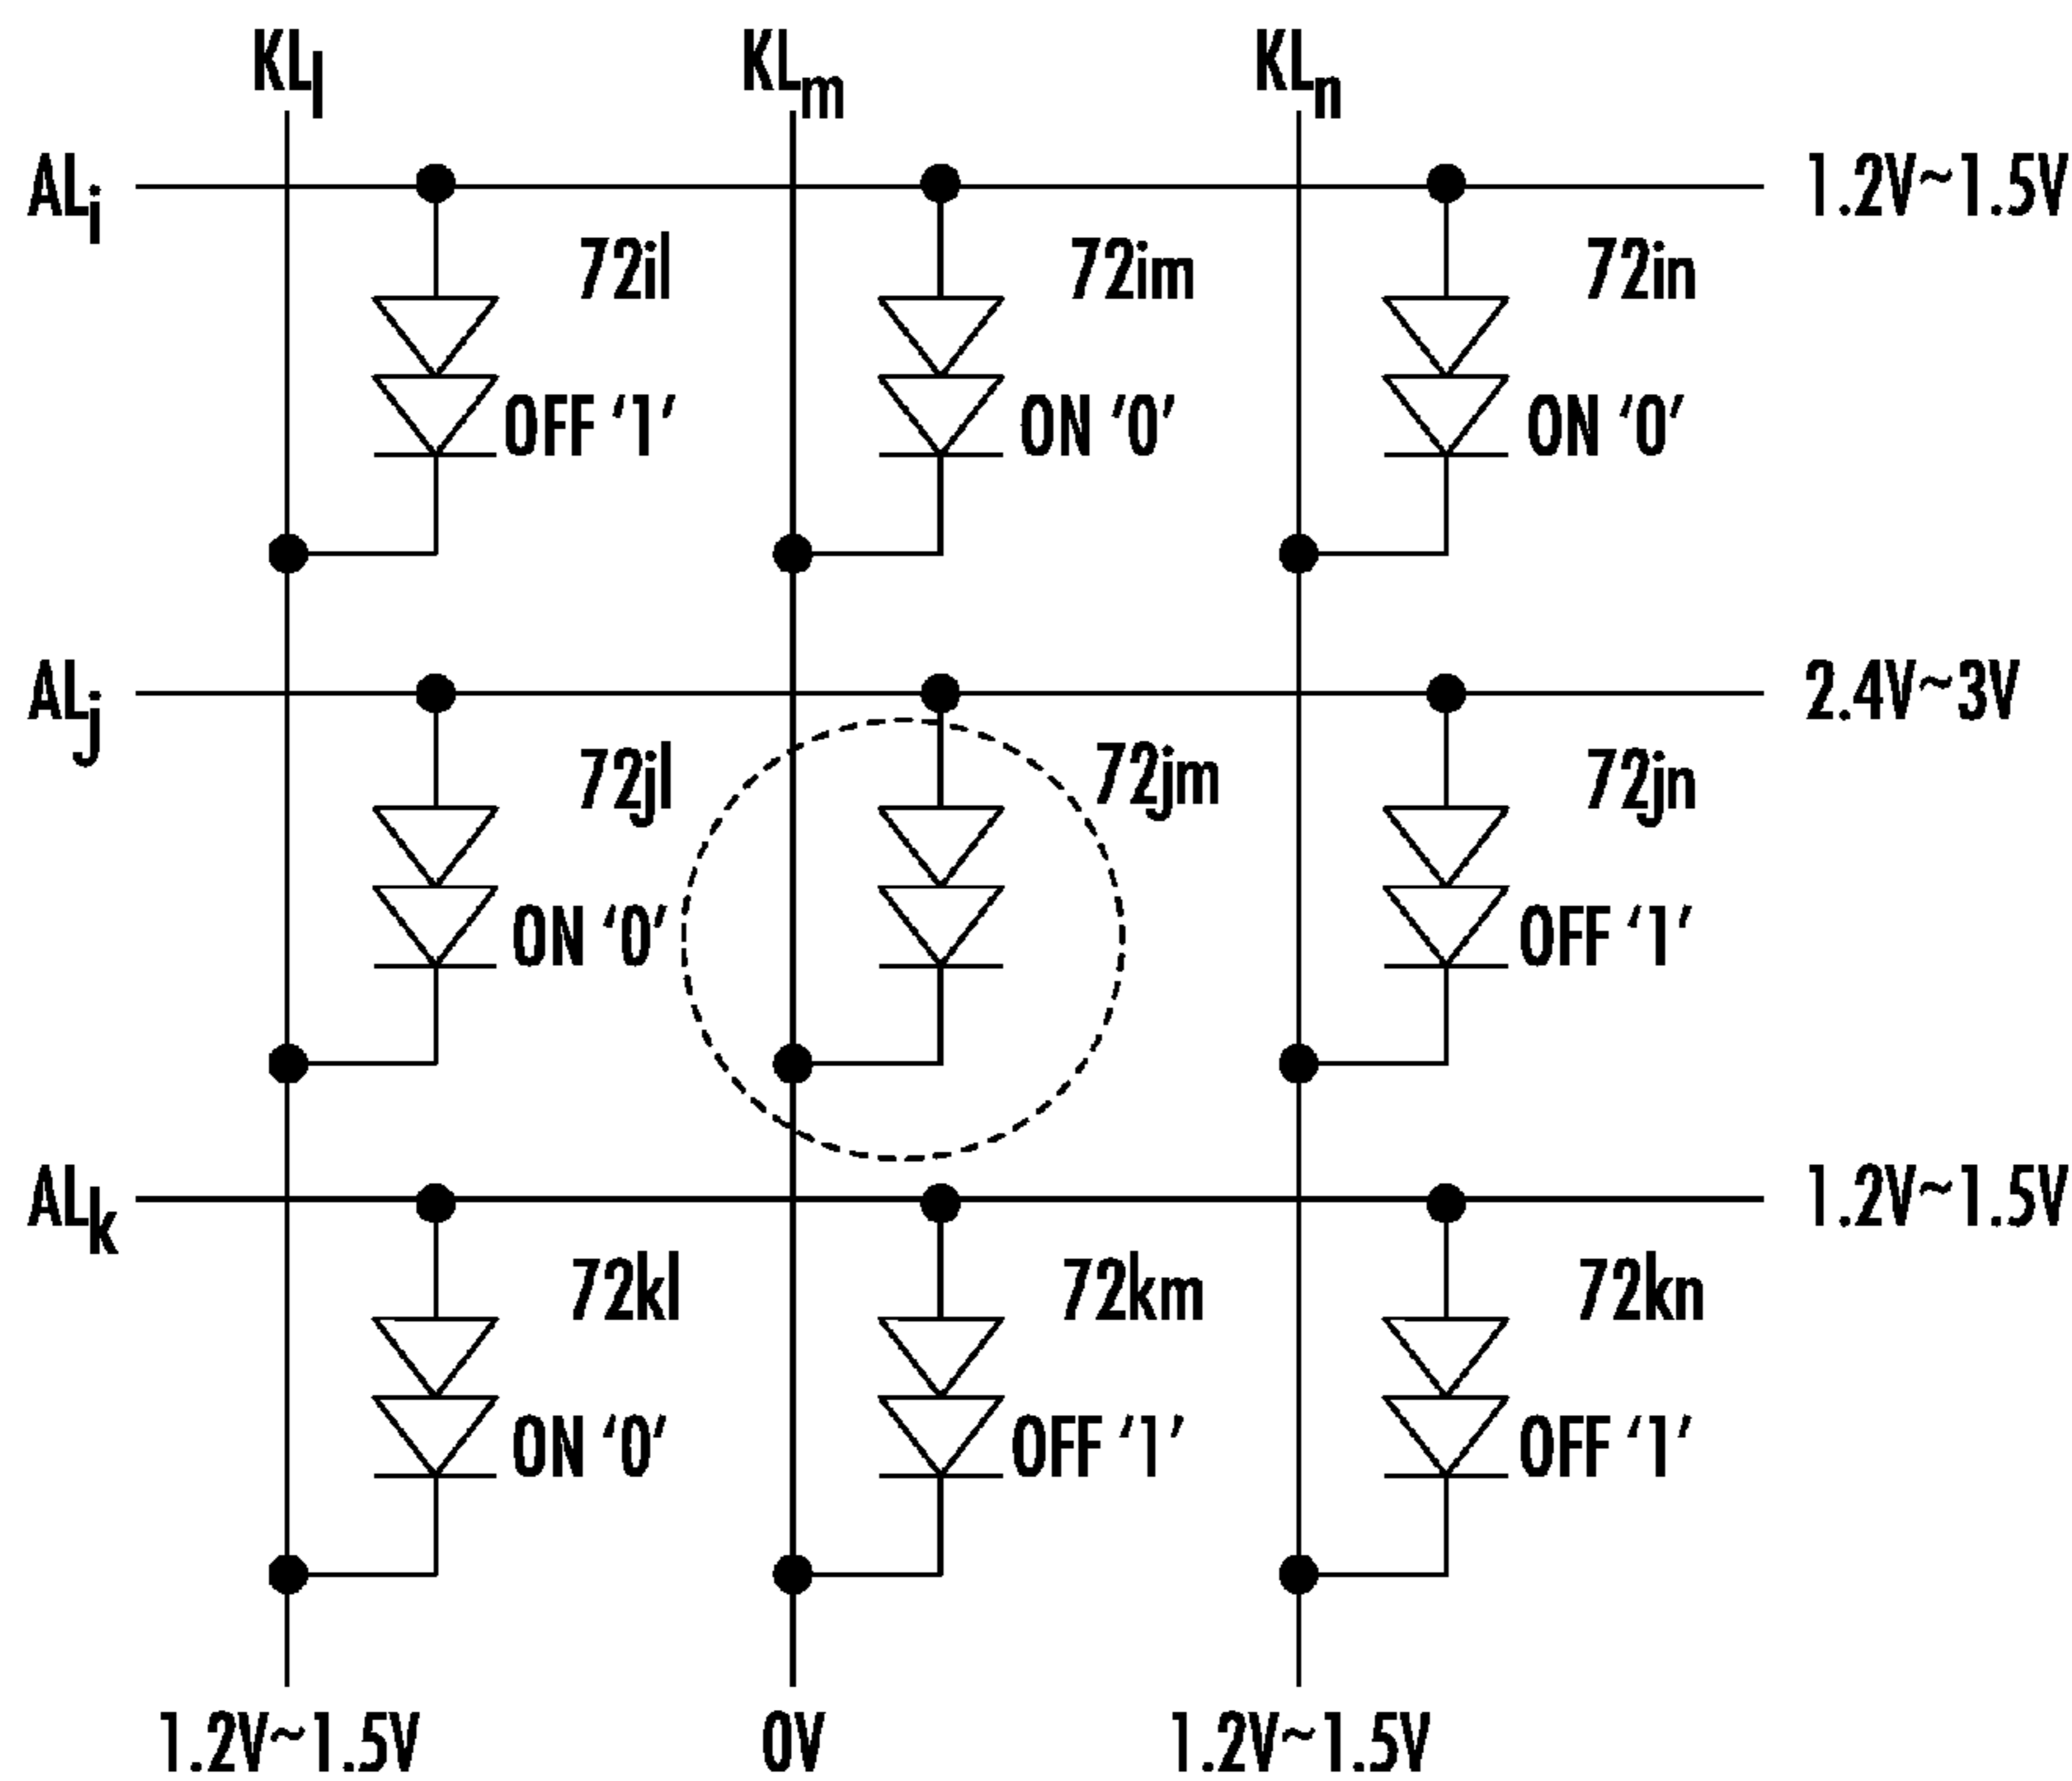 KLl KLm KLn
ALi 1.2V~1.5V
72il 72im 72in
OFF ‘1’ ON ’0’ ON ‘0’
ALj 2.4V~3V
72jl 72jm 72jn
ON ‘0’ OFF ‘1’
ALk 1.2V~1.5V
72kl 72km 72kn
ON ‘0’ OFF ‘1’ OFF ‘1’
1.2V~1.5V 0V 1.2V~1.5V